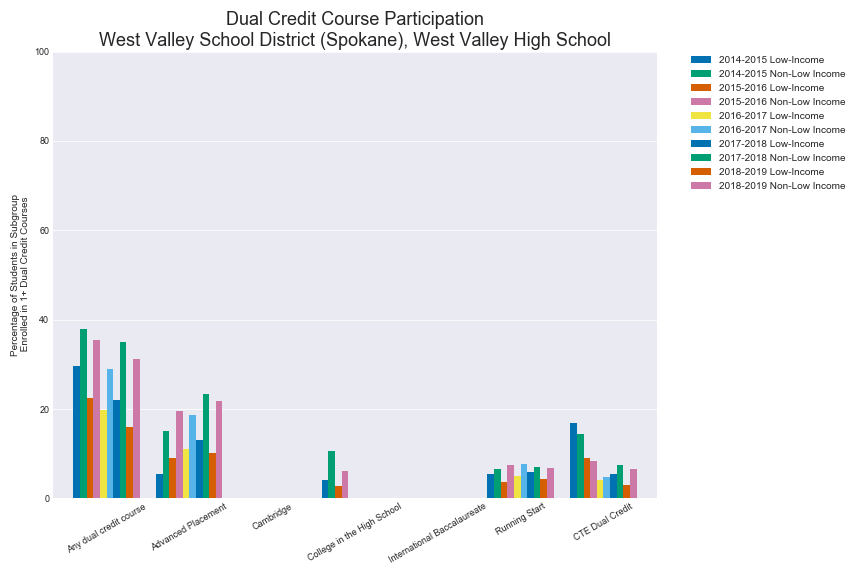 Dual Credit Course Participation
West Valley School District (Spokane), West Valley High School
100
80
60
40
20
0
Percentage of Students in Subgroup
Enrolled in 1+ Dual Credit Courses
Any dual credit course
Advanced Placement
Cambridge
College in the High School
International Baccalaureate
Running Start
CTE Dual Credit
2014-2015 Low-Income
2014-2015 Non-Low Income
2015-2016 Low-Income
2015-2016 Non-Low Income
2016-2017 Low-Income
2016-2017 Non-Low Income
2017-2018 Low-Income
2017-2018 Non-Low Income
2018-2019 Low-Income
2018-2019 Non-Low Income